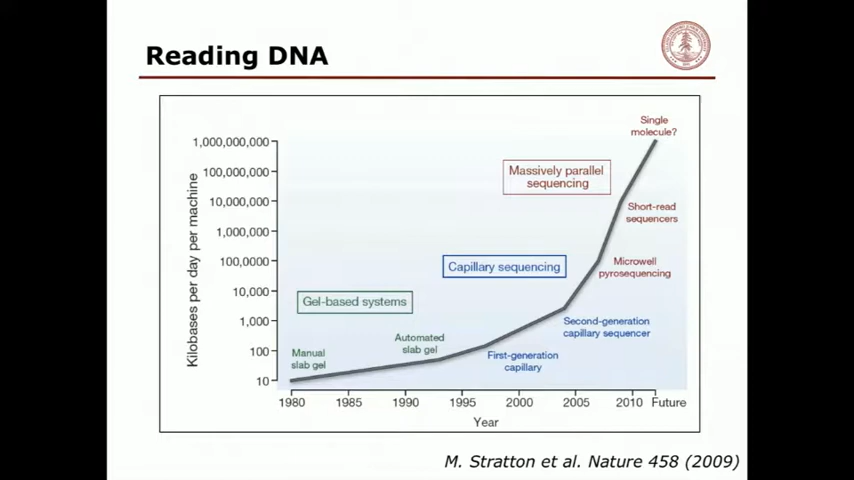 Reading DNA
Single
molecule?
1,000,000,000
100,000,000
10,000,000
1,000,000
100,0000
10,000
1,000
100
10
Kilobases per day per machine
Massively parallel
sequencing
Short-read
sequencers
Capillary sequencing
Microwell
pyrosequencing
Gel-based systems
Second-generation
capillary sequencer
Automated
slab gel
Manual
slab gel
First-generation
capillary
1980 1985 1990 1995 2000 2005 2010 Future
Year
M. Stratton et al. Nature 458 (2009)